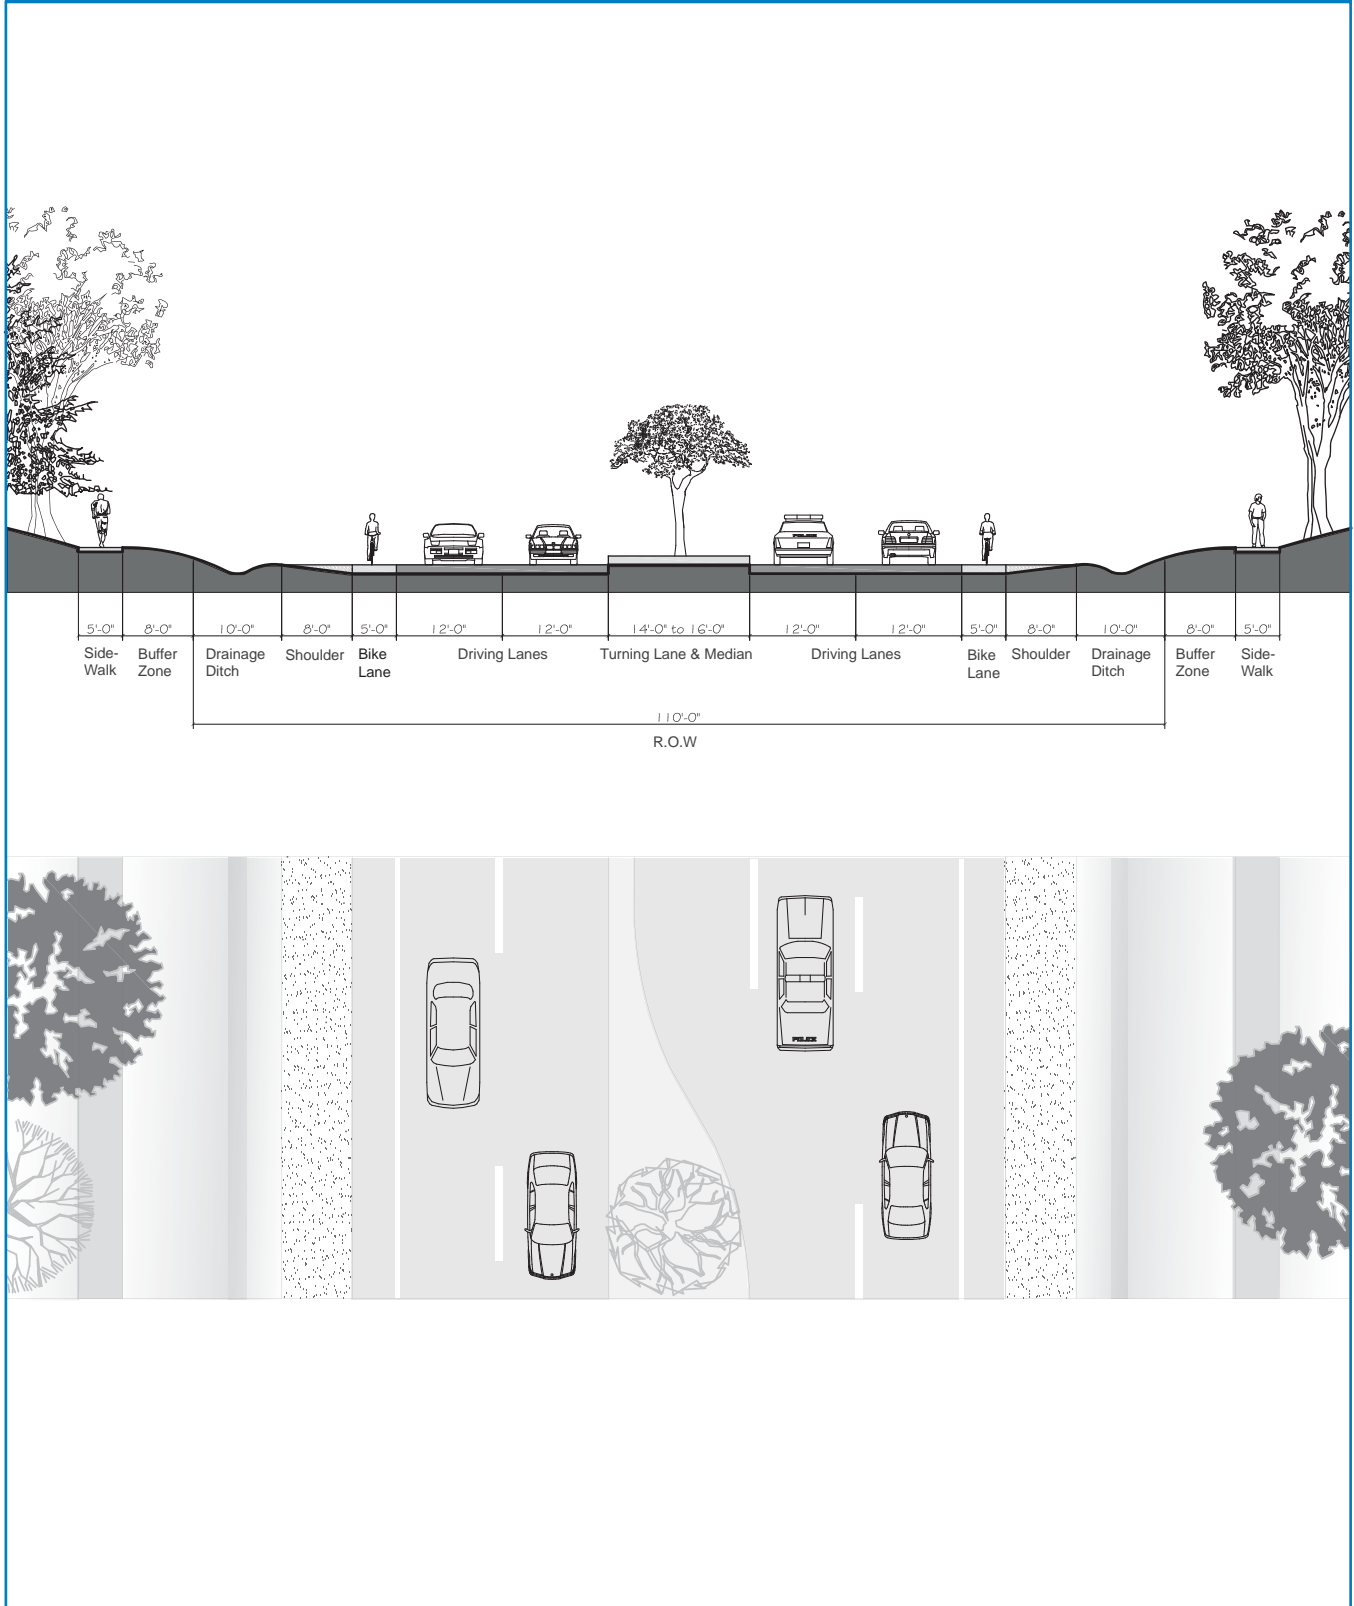 POLICE
5'-0" 8'-0" 10'-0" 8'-0" 5'-0" 12'-0" 12'-0" 14'-0" to 16'-0" 12'-0" 12'-0" 5'-0" 8'-0" 10'-0" 8'-0" 5'-0"
Side-Walk
Buffer Zone
Drainage Ditch
Shoulder
Bike Lane
Driving Lanes
Turning Lane & Median
Driving Lanes
Bike Lane
Shoulder
Drainage Ditch
Buffer Zone
Side-Walk
110'-0"
R.O.W
POLICE